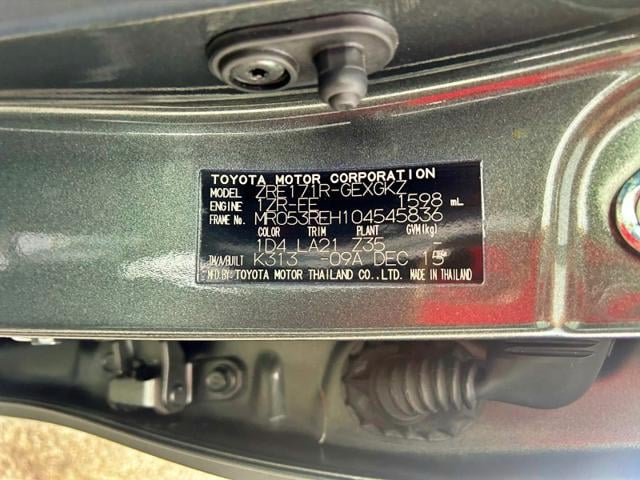 TOYOTA MOTOR CORPORATION
MODEL ZRE171R-GEXGKZ
ENGINE 1ZR-FE 1598 mL
FRAME No. MR053REH104545836
COLOR TRIM PLANT GVM(kg)
1D4 LA21 Z35 -
T/A/BUILT K313 -09A DEC 15
MFD.BY: TOYOTA MOTOR THAILAND CO.,LTD. MADE IN THAILAND